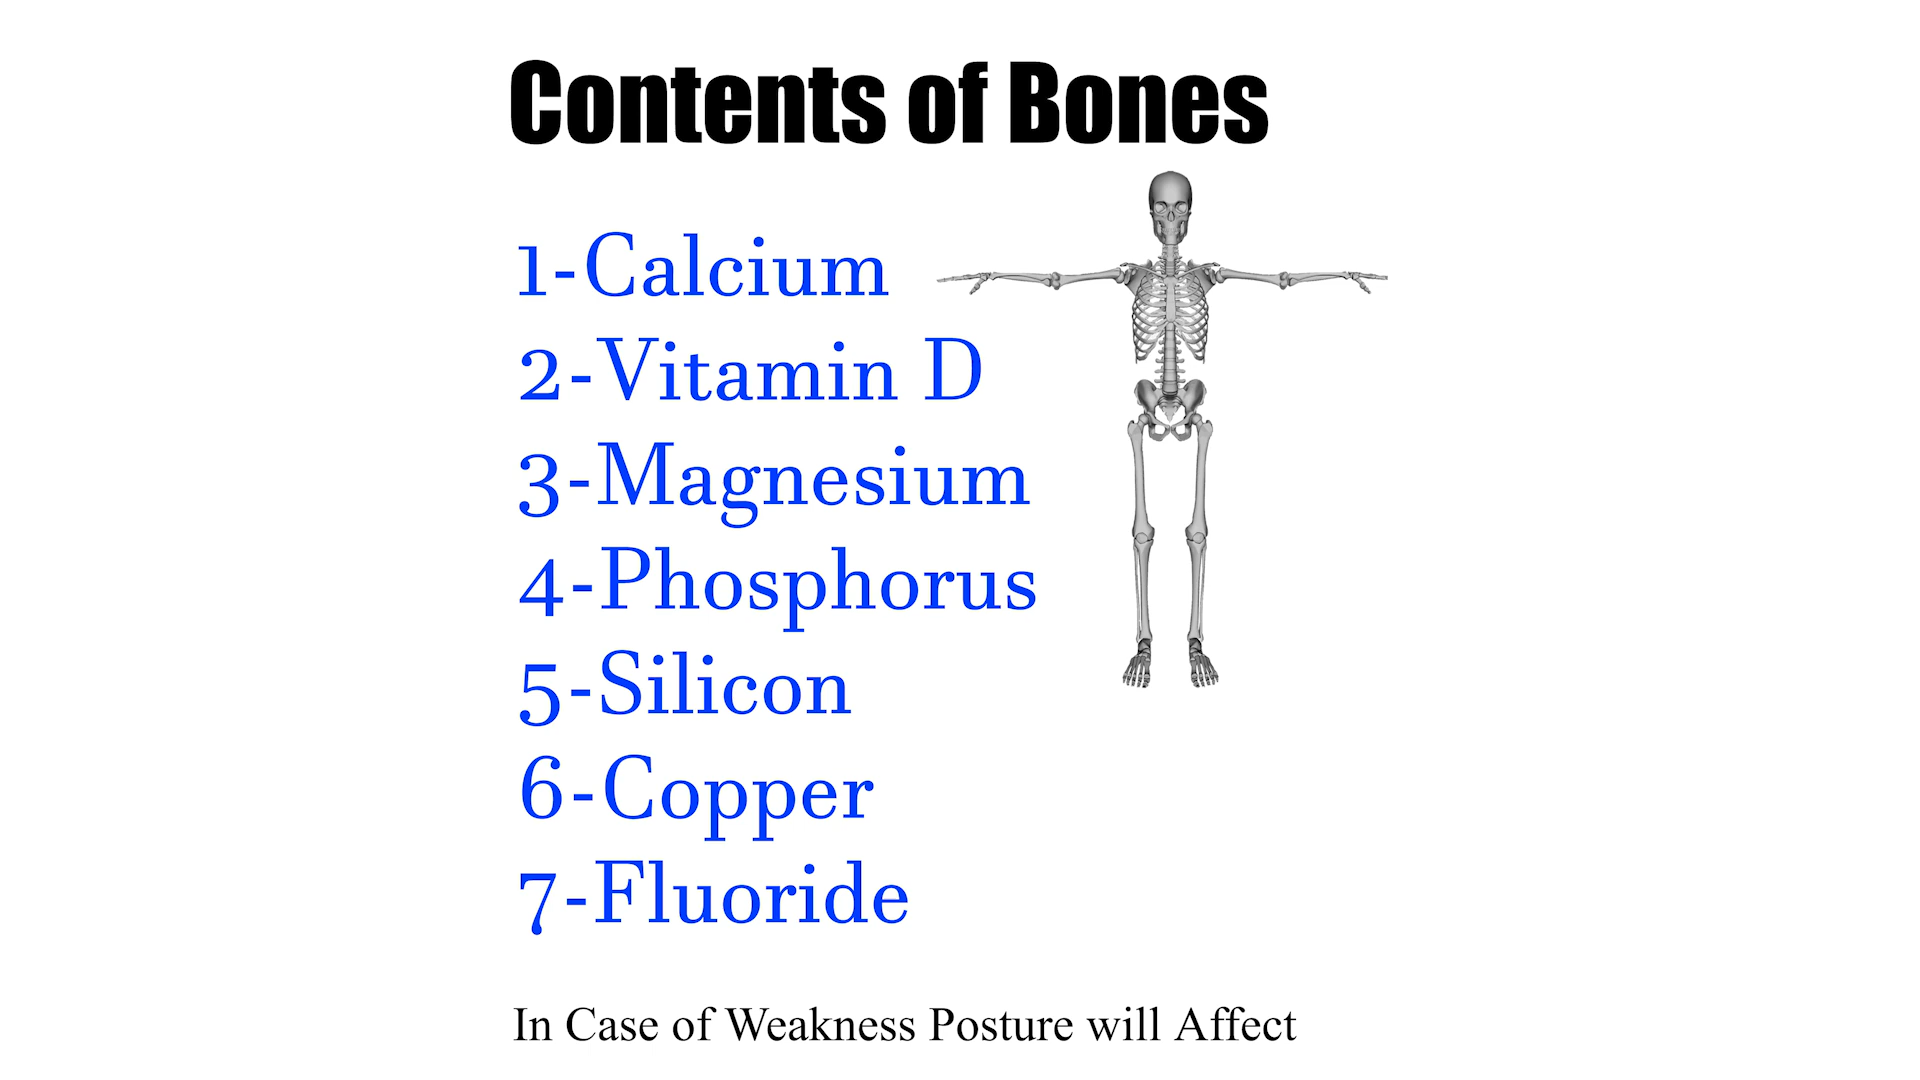 Contents of Bones
1-Calcium
2-Vitamin D
3-Magnesium
4-Phosphorus
5-Silicon
6-Copper
7-Fluoride
In Case of Weakness Posture will Affect